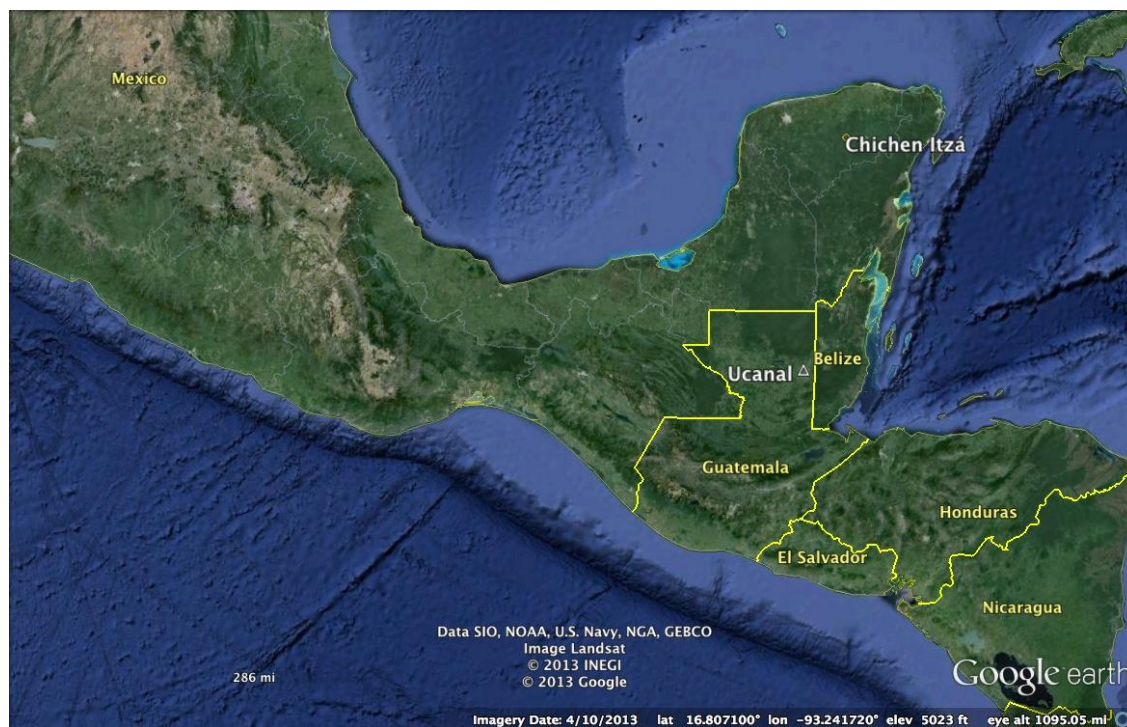 Mexico
Chichen Itzá
Belize
Ucanal
Guatemala
Honduras
El Salvador
Nicaragua
Data SIO, NOAA, U.S. Navy, NGA, GEBCO
Image Landsat
© 2013 INEGI
© 2013 Google
286 mi
Google earth
Imagery Date: 4/10/2013 lat 16.807100° lon -93.241720° elev 5023 ft eye alt 1095.05 mi